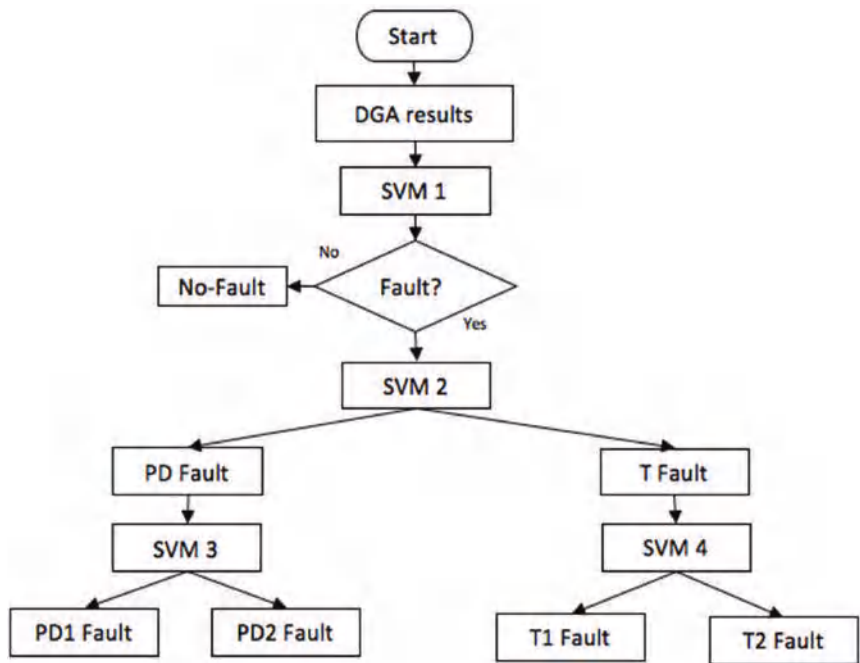 Start
DGA results
SVM 1
No
No-Fault
Fault?
Yes
SVM 2
PD Fault
T Fault
SVM 3
SVM 4
PD1 Fault
PD2 Fault
T1 Fault
T2 Fault